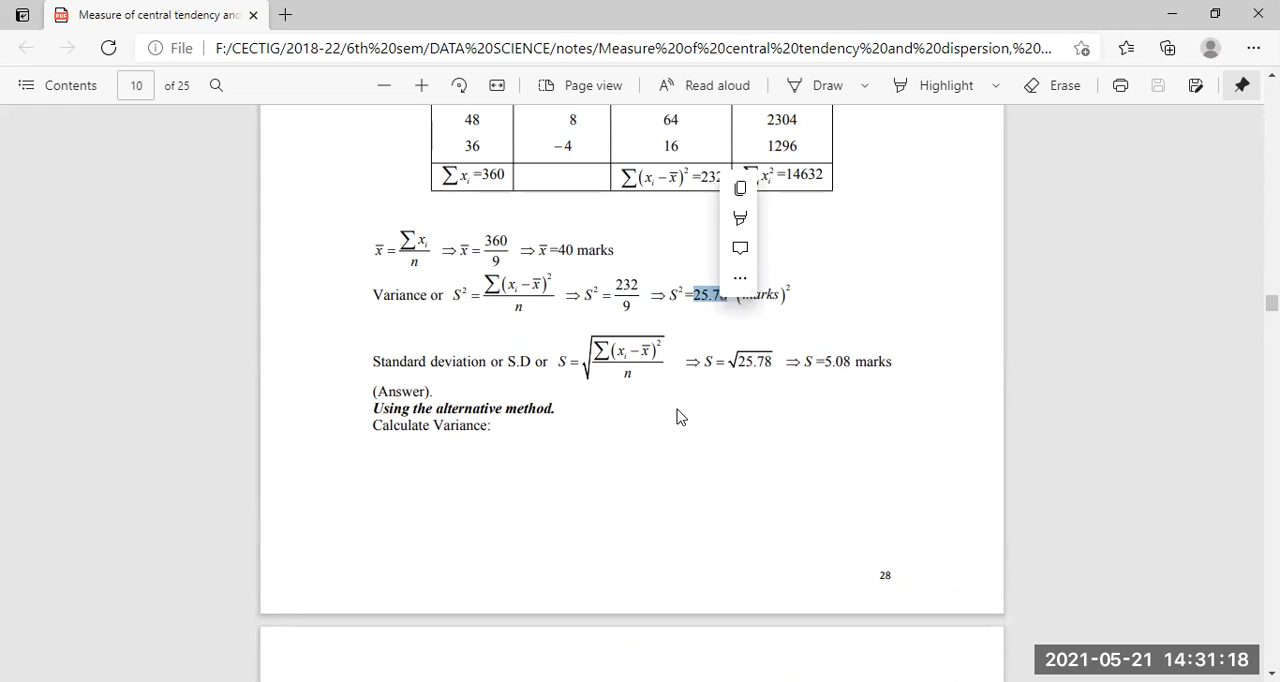 Measure of central tendency and
File F:/CECTIG/2018-22/6th%20sem/DATA%20SCIENCE/notes/Measure%20of%20central%20tendency%20and%20dispersion,%20...
Contents 10 of 25 Page view Read aloud Draw Highlight Erase
48 8 64 2304
36 −4 16 1296
∑xᵢ =360 ∑(xᵢ − x̄)² =232 xᵢ² =14632
x̄ = ∑xᵢ / n ⇒ x̄ = 360 / 9 ⇒ x̄ =40 marks
Variance or S² = ∑(xᵢ − x̄)² / n ⇒ S² = 232 / 9 ⇒ S² =25.78 (marks)²
Standard deviation or S.D or S = √(∑(xᵢ − x̄)² / n) ⇒ S = √25.78 ⇒ S =5.08 marks
(Answer).
Using the alternative method.
Calculate Variance:
28
2021-05-21 14:31:18